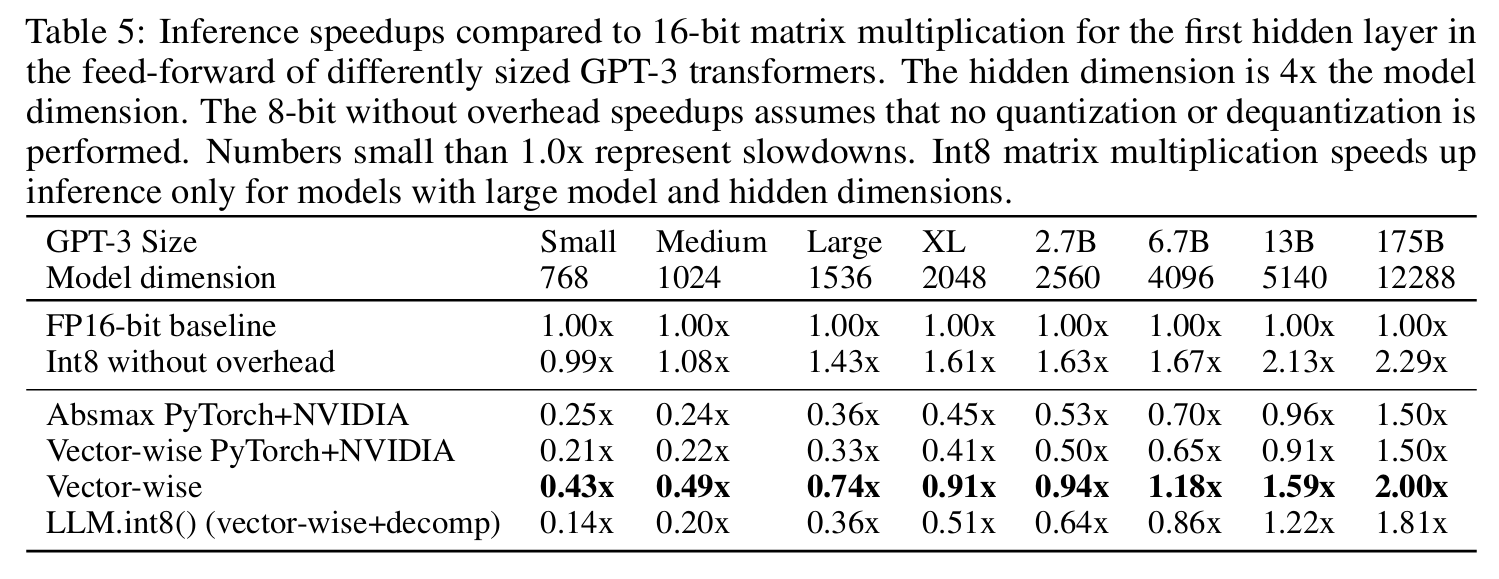 Table 5: Inference speedups compared to 16-bit matrix multiplication for the first hidden layer in
the feed-forward of differently sized GPT-3 transformers. The hidden dimension is 4x the model
dimension. The 8-bit without overhead speedups assumes that no quantization or dequantization is
performed. Numbers small than 1.0x represent slowdowns. Int8 matrix multiplication speeds up
inference only for models with large model and hidden dimensions.
GPT-3 Size Small Medium Large XL 2.7B 6.7B 13B 175B
Model dimension 768 1024 1536 2048 2560 4096 5140 12288
FP16-bit baseline 1.00x 1.00x 1.00x 1.00x 1.00x 1.00x 1.00x 1.00x
Int8 without overhead 0.99x 1.08x 1.43x 1.61x 1.63x 1.67x 2.13x 2.29x
Absmax PyTorch+NVIDIA 0.25x 0.24x 0.36x 0.45x 0.53x 0.70x 0.96x 1.50x
Vector-wise PyTorch+NVIDIA 0.21x 0.22x 0.33x 0.41x 0.50x 0.65x 0.91x 1.50x
Vector-wise 0.43x 0.49x 0.74x 0.91x 0.94x 1.18x 1.59x 2.00x
LLM.int8() (vector-wise+decomp) 0.14x 0.20x 0.36x 0.51x 0.64x 0.86x 1.22x 1.81x